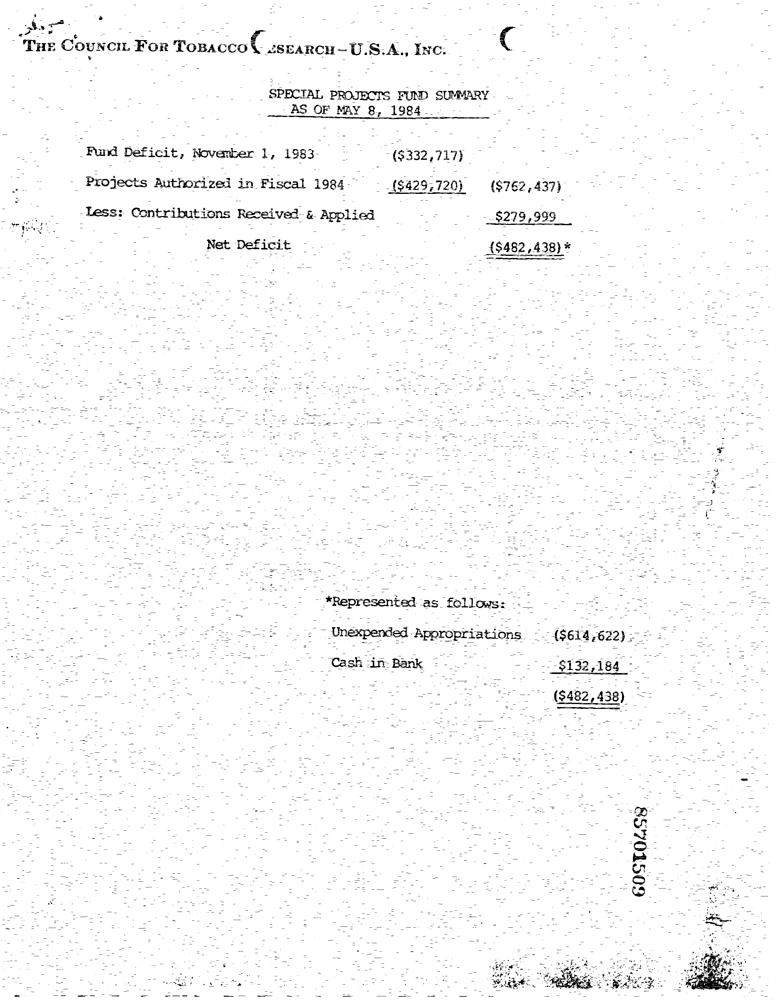 THE COUNCIL FOR TOBACCO ESEARCH-U.S.A., INC.
SPECIAL PROJECTS FUND SUMMARY
AS OF MAY 8, 1984
Fund Deficit, November 1, 1983 ($332,717)
Projects Authorized in Fiscal 1984 ($429,720) ($762,437)
Less: Contributions Received & Applied $279,999
Net Deficit ($482,438)*
*Represented as follows:
Unexpended Appropriations ($614,622)
Cash in Bank $132,184
($482,438)
85701509